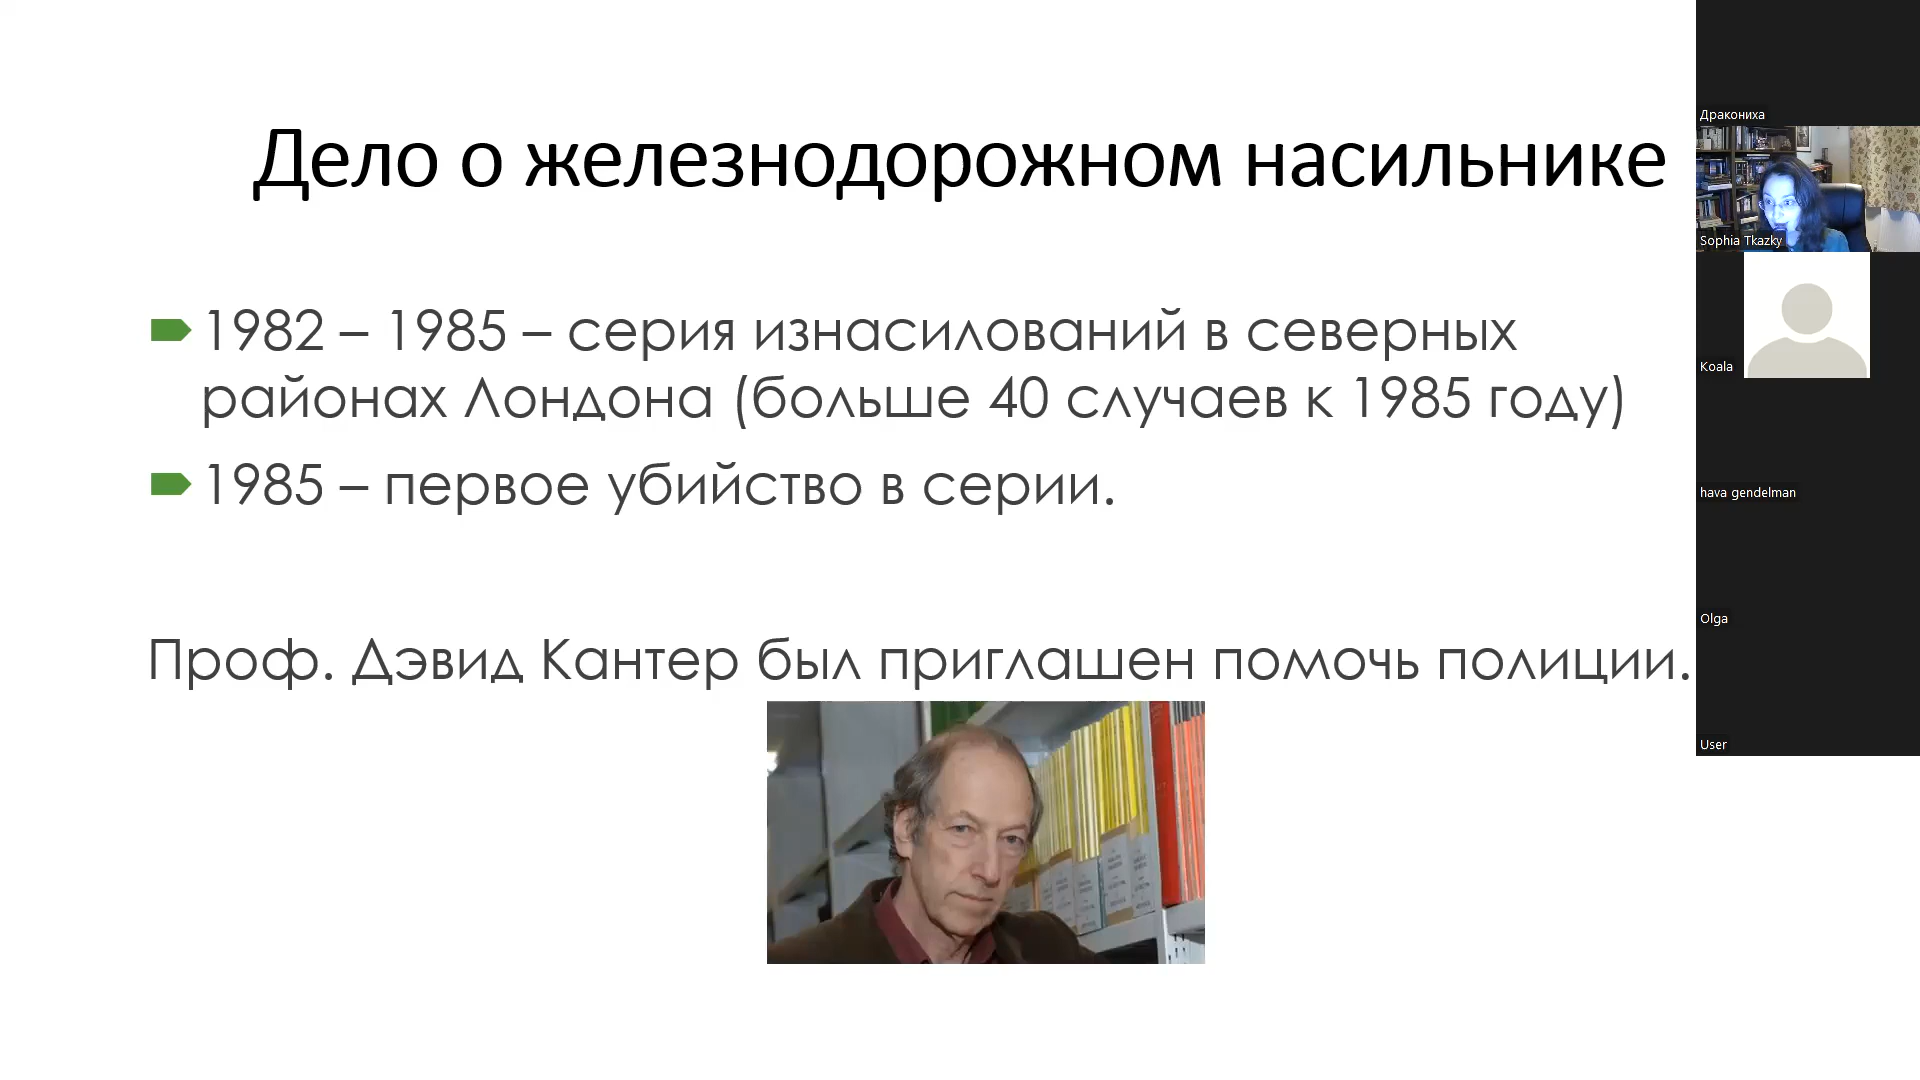 Дело о железнодорожном насильнике
1982 – 1985 – серия изнасилований в северных
районах Лондона (больше 40 случаев к 1985 году)
1985 – первое убийство в серии.
Проф. Дэвид Кантер был приглашен помочь полиции.
Дракониха
Sophia Tkazky
Koala
hava gendelman
Olga
User